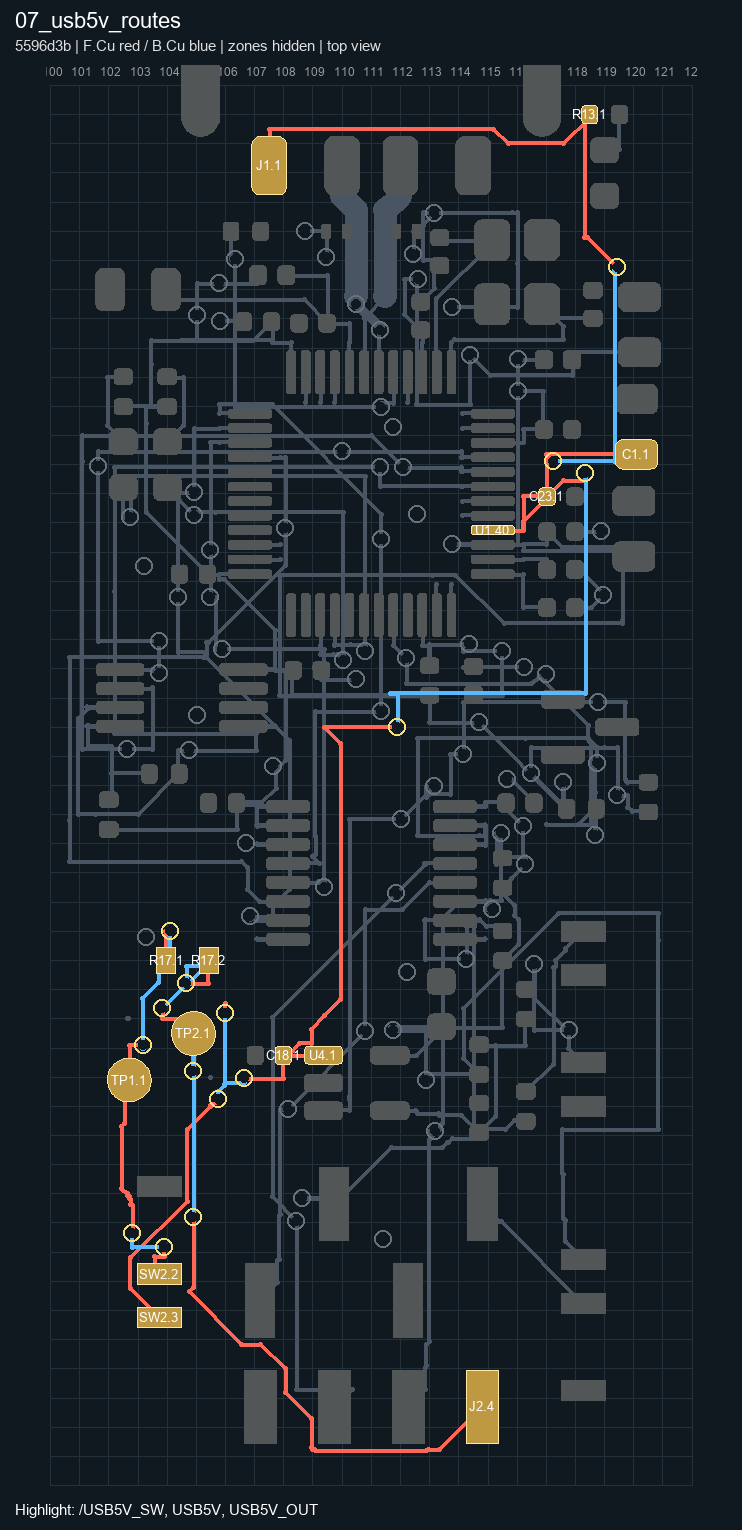 07_usb5v_routes
5596d3b | F.Cu red / B.Cu blue | zones hidden | top view
100 101 102 103 104 106 107 108 109 110 111 112 113 114 115 118 119 120 121
R13.1
J1.1
C1.1
C23.1
U1.40
R17.1 R17.2
TP2.1
C18.1 U4.1
TP1.1
SW2.2
SW2.3
J2.4
Highlight: /USB5V_SW, USB5V, USB5V_OUT